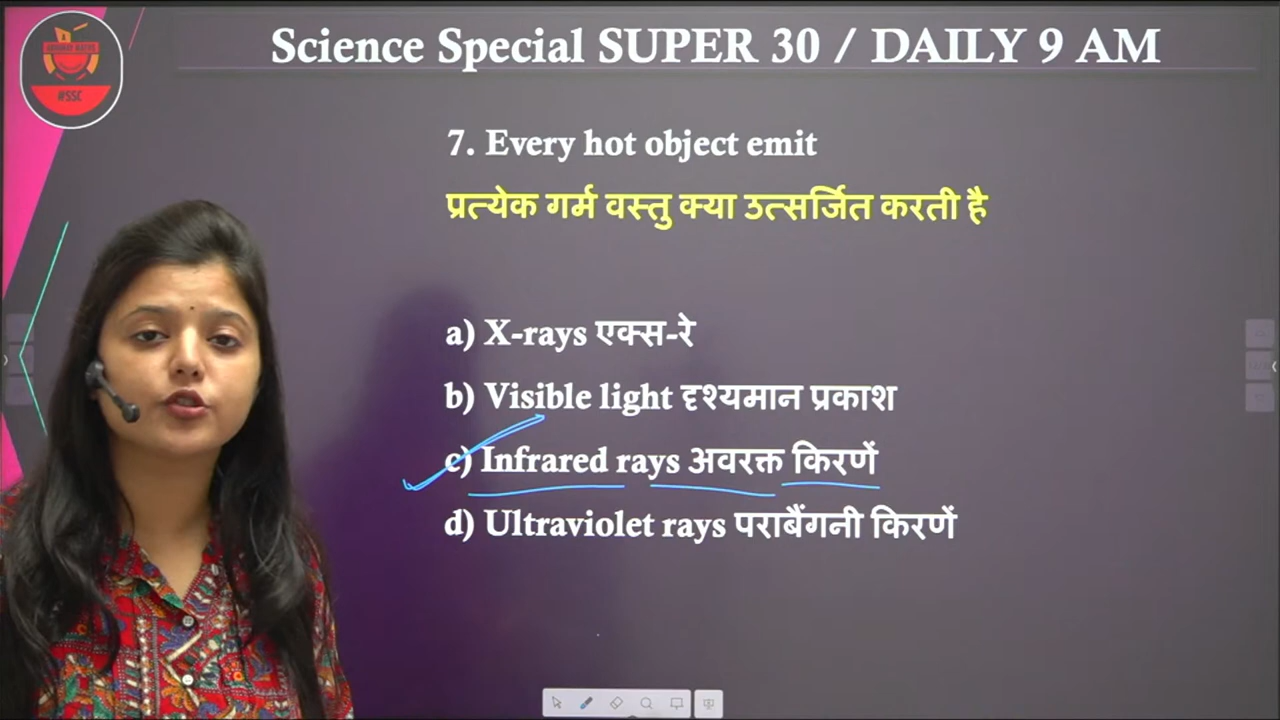 Science Special SUPER 30 / DAILY 9 AM
#SSC
7. Every hot object emit
प्रत्येक गर्म वस्तु क्या उत्सर्जित करती है
a) X-rays एक्स-रे
b) Visible light दृश्यमान प्रकाश
c) Infrared rays अवरक्त किरणें
d) Ultraviolet rays पराबैंगनी किरणें